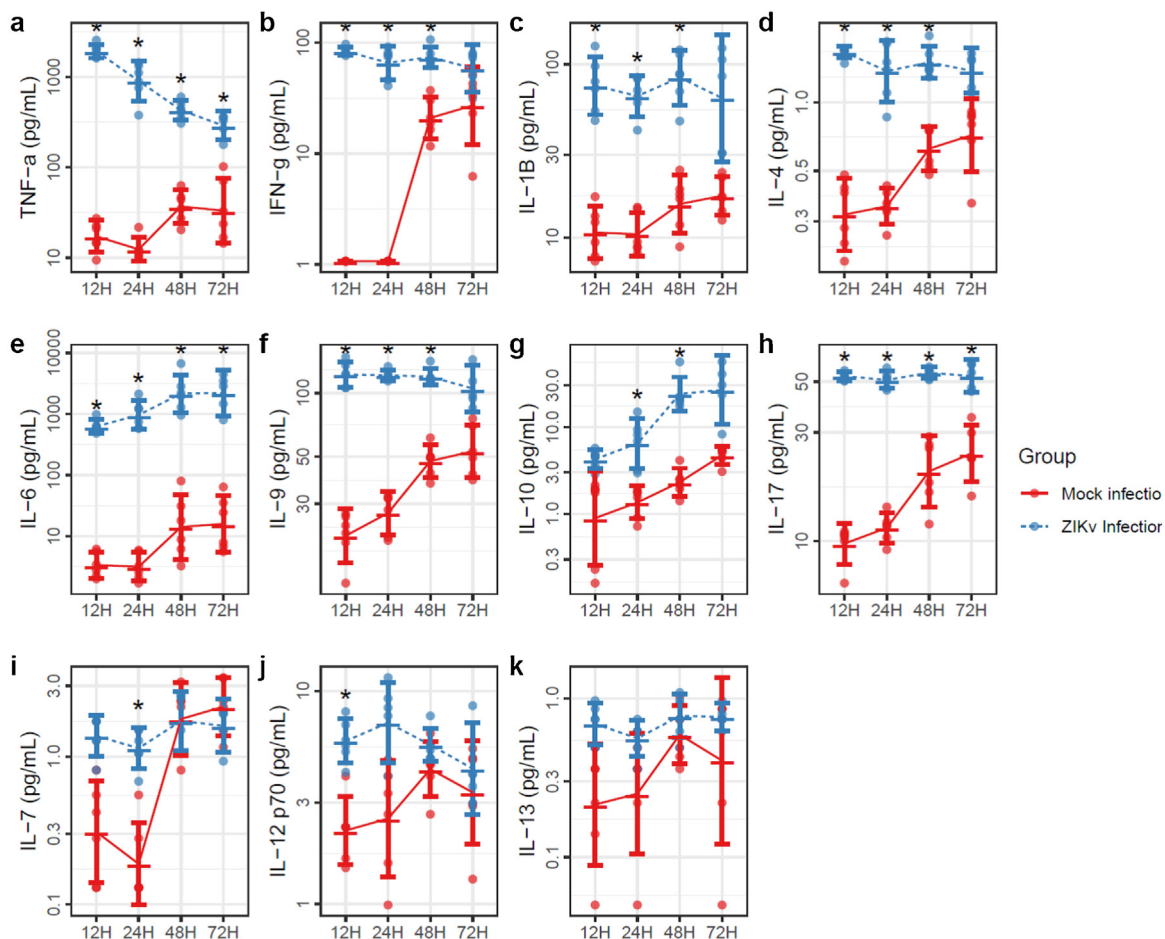 a
*
*
*
*
TNF-a (pg/mL)
1000
100
10
12H 24H 48H 72H
b
*
*
*
IFN-g (pg/mL)
100
10
1
12H 24H 48H 72H
c
*
*
*
IL-1B (pg/mL)
100
30
10
12H 24H 48H 72H
d
*
*
*
IL-4 (pg/mL)
1.0
0.5
0.3
12H 24H 48H 72H
e
*
*
*
*
IL-6 (pg/mL)
10000
1000
100
10
12H 24H 48H 72H
f
*
*
*
IL-9 (pg/mL)
100
50
30
12H 24H 48H 72H
g
*
*
IL-10 (pg/mL)
30.0
10.0
3.0
1.0
0.3
12H 24H 48H 72H
h
*
*
*
*
IL-17 (pg/mL)
50
30
10
12H 24H 48H 72H
Group
Mock infectio
ZIKv Infection
i
*
IL-7 (pg/mL)
3.0
1.0
0.3
0.1
12H 24H 48H 72H
j
*
IL-12 p70 (pg/mL)
10
3
1
12H 24H 48H 72H
k
IL-13 (pg/mL)
1.0
0.3
0.1
12H 24H 48H 72H